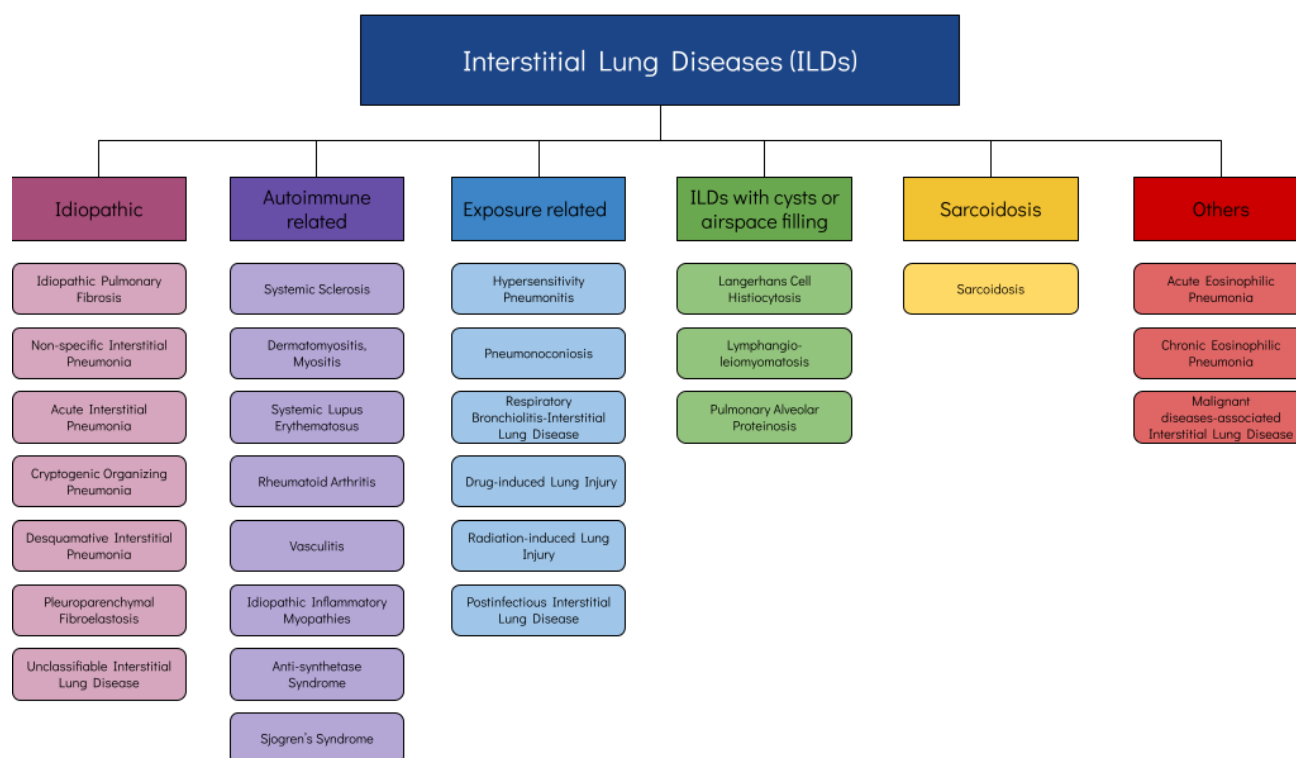 Interstitial Lung Diseases (ILDs)
Idiopathic
Idiopathic Pulmonary
Fibrosis
Non-specific Interstitial
Pneumonia
Acute Interstitial
Pneumonia
Cryptogenic Organizing
Pneumonia
Desquamative Interstitial
Pneumonia
Pleuroparenchymal
Fibroelastosis
Unclassifiable Interstitial
Lung Disease
Autoimmune
related
Systemic Sclerosis
Dermatomyositis,
Myositis
Systemic Lupus
Erythematosus
Rheumatoid Arthritis
Vasculitis
Idiopathic Inflammatory
Myopathies
Anti-synthetase
Syndrome
Sjogren's Syndrome
Exposure related
Hypersensitivity
Pneumonitis
Pneumonoconiosis
Respiratory
Bronchiolitis-Interstitial
Lung Disease
Drug-induced Lung Injury
Radiation-induced Lung
Injury
Postinfectious Interstitial
Lung Disease
ILDs with cysts or
airspace filling
Langerhans Cell
Histiocytosis
Lymphangio-
leiomyomatosis
Pulmonary Alveolar
Proteinosis
Sarcoidosis
Sarcoidosis
Others
Acute Eosinophilic
Pneumonia
Chronic Eosinophilic
Pneumonia
Malignant
diseases-associated
Interstitial Lung Disease